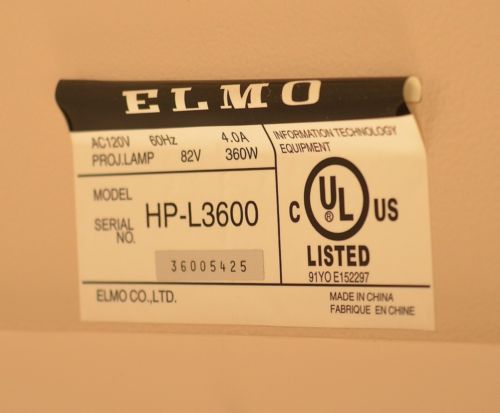 ELMO
AC120V 60Hz 4.0A
PROJ.LAMP 82V 360W
MODEL
HP-L3600
SERIAL NO.
36005425
ELMO CO.,LTD.
INFORMATION TECHNOLOGY
EQUIPMENT
C UL ® US
LISTED
91YO E152297
MADE IN CHINA
FABRIQUE EN CHINE